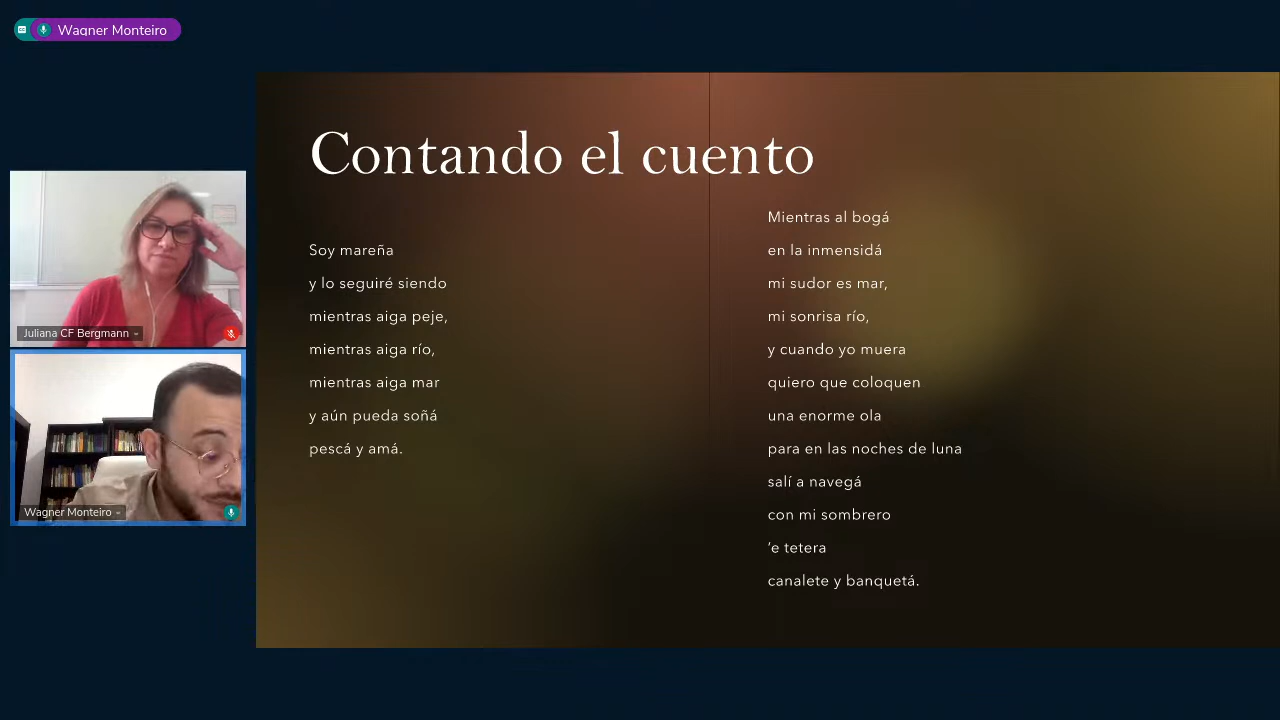 Wagner Monteiro
Juliana CF Bergmann
Wagner Monteiro
Contando el cuento
Soy mareña
y lo seguiré siendo
mientras aiga peje,
mientras aiga río,
mientras aiga mar
y aún pueda soñá
pescá y amá.
Mientras al bogá
en la inmensidá
mi sudor es mar,
mi sonrisa río,
y cuando yo muera
quiero que coloquen
una enorme ola
para en las noches de luna
salí a navegá
con mi sombrero
'e tetera
canalete y banquetá.